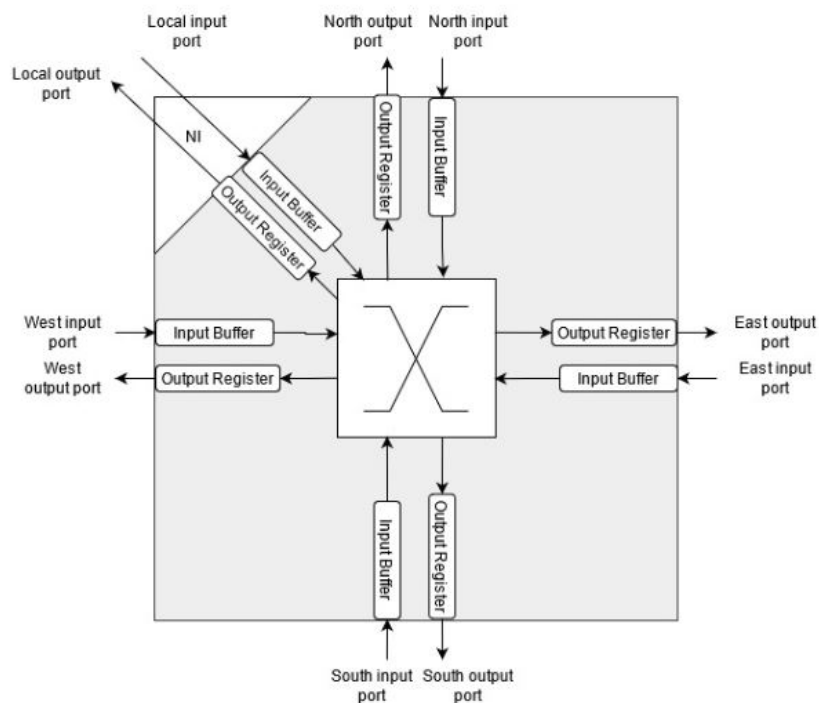 Local input
port
North output
port
North input
port
Local output
port
NI
Output Register
Input Buffer
Input Buffer
Output Register
West input
port
Input Buffer
Output Register
East output
port
West
output port
Output Register
Input Buffer
East input
port
Input Buffer
Output Register
South input
port
South output
port